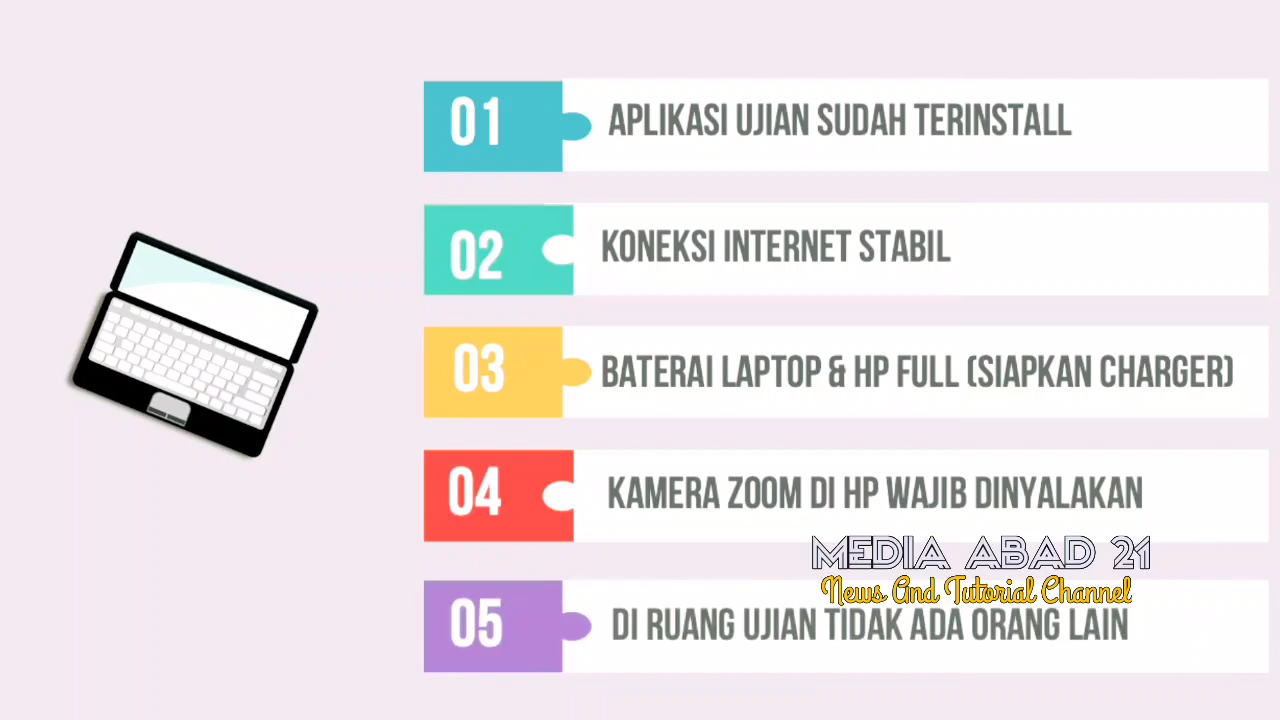 01 APLIKASI UJIAN SUDAH TERINSTALL
02 KONEKSI INTERNET STABIL
03 BATERAI LAPTOP & HP FULL (SIAPKAN CHARGER)
04 KAMERA ZOOM DI HP WAJIB DINYALAKAN
MEDIA ABAD 21
News And Tutorial Channel
05 DI RUANG UJIAN TIDAK ADA ORANG LAIN